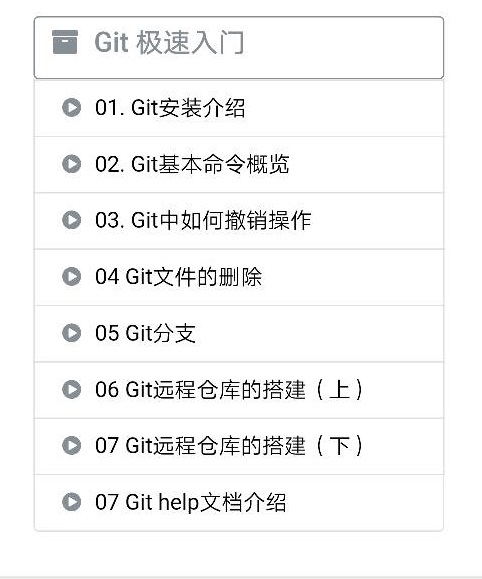 Git 极速入门
01. Git安装介绍
02. Git基本命令概览
03. Git中如何撤销操作
04 Git文件的删除
05 Git分支
06 Git远程仓库的搭建（上）
07 Git远程仓库的搭建（下）
07 Git help文档介绍